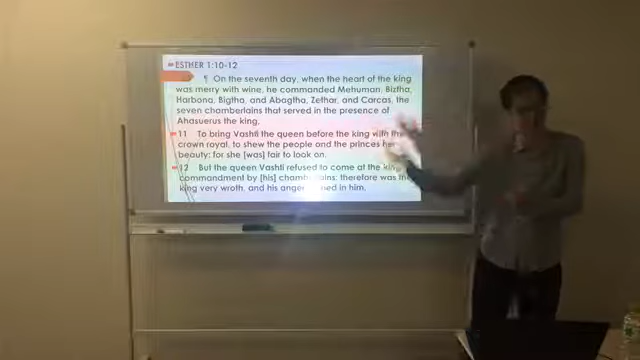 ESTHER 1:10-12
¶ On the seventh day, when the heart of the king
was merry with wine, he commanded Mehuman, Biztha,
Harbona, Bigtha, and Abagtha, Zethar, and Carcas, the
seven chamberlains that served in the presence of
Ahasuerus the king,
11 To bring Vashti the queen before the king with the
crown royal, to shew the people and the princes her
beauty: for she [was] fair to look on.
12 But the queen Vashti refused to come at the king
commandment by [his] chamberlains: therefore was the
king very wroth, and his anger in him.